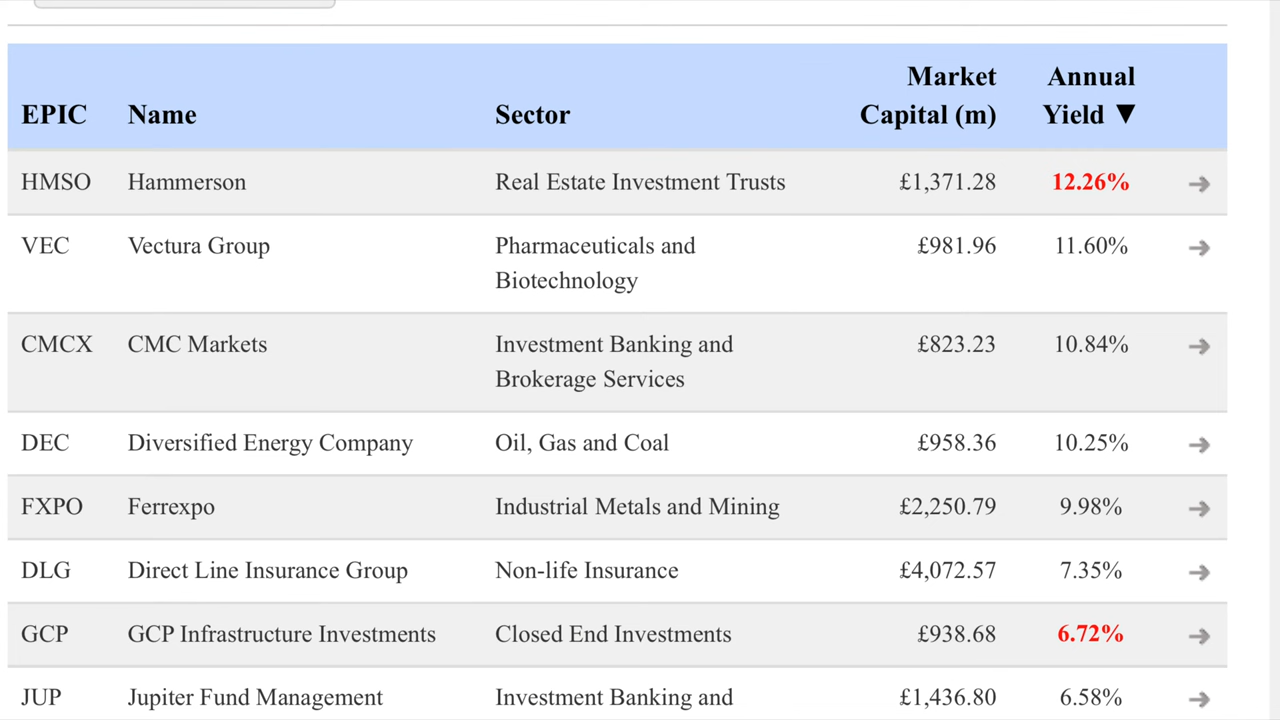 EPIC Name Sector Market Capital (m) Annual Yield ▼
HMSO Hammerson Real Estate Investment Trusts £1,371.28 12.26% ➔
VEC Vectura Group Pharmaceuticals and £981.96 11.60% ➔
Biotechnology
CMCX CMC Markets Investment Banking and £823.23 10.84% ➔
Brokerage Services
DEC Diversified Energy Company Oil, Gas and Coal £958.36 10.25% ➔
FXPO Ferrexpo Industrial Metals and Mining £2,250.79 9.98% ➔
DLG Direct Line Insurance Group Non-life Insurance £4,072.57 7.35% ➔
GCP GCP Infrastructure Investments Closed End Investments £938.68 6.72% ➔
JUP Jupiter Fund Management Investment Banking and £1,436.80 6.58% ➔